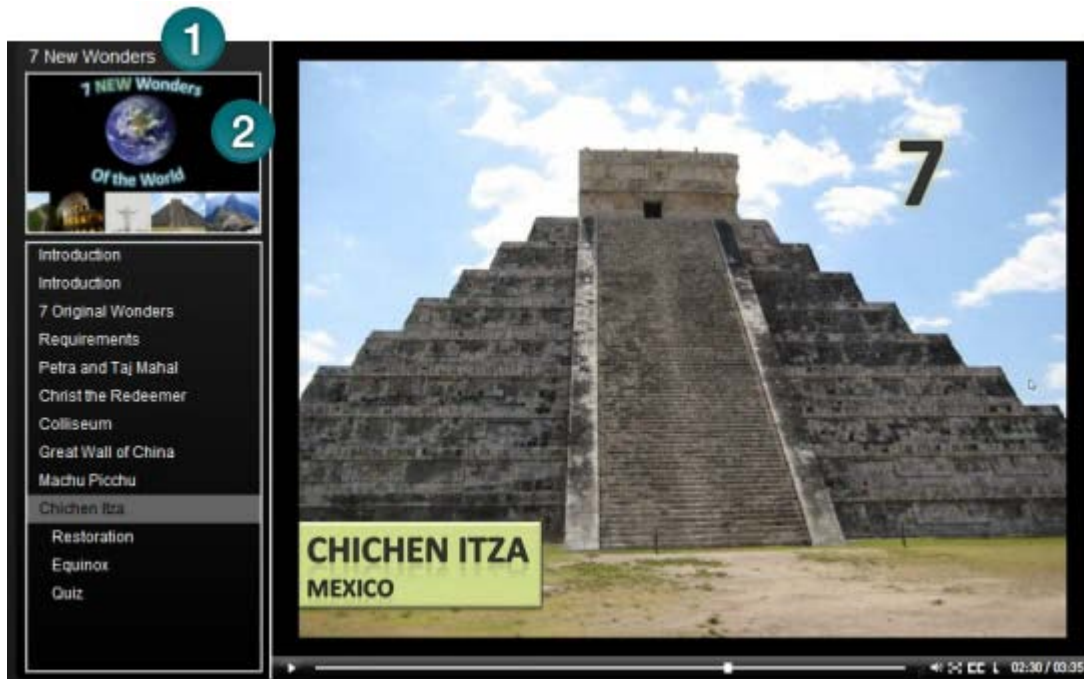 1
7 New Wonders
7 NEW Wonders
2
Of the World
Introduction
Introduction
7 Original Wonders
Requirements
Petra and Taj Mahal
Christ the Redeemer
Colliseum
Great Wall of China
Machu Picchu
Chichen Itza
Restoration
Equinox
Quiz
7
CHICHEN ITZA
MEXICO
CC 02:30 / 03:35